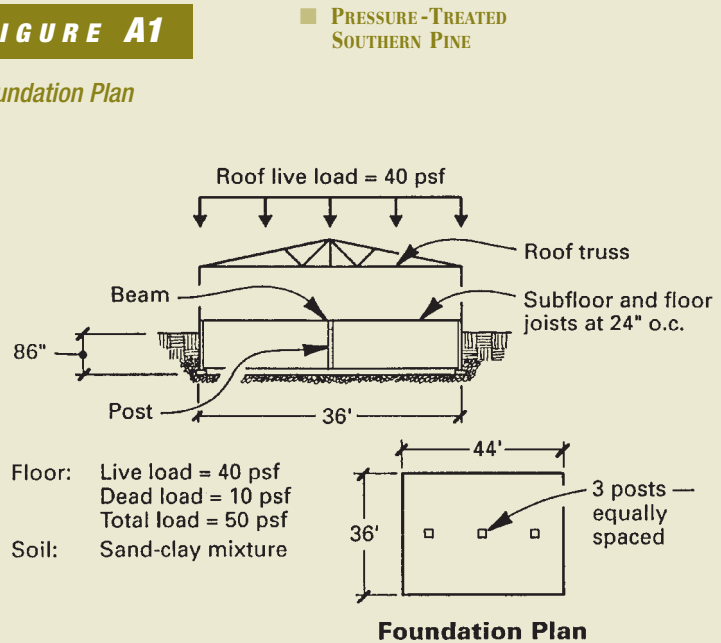 IGURE A1
PRESSURE-TREATED
SOUTHERN PINE
undation Plan
Roof live load = 40 psf
Roof truss
Beam
Subfloor and floor
joists at 24" o.c.
86"
Post
36'
Floor: Live load = 40 psf
Dead load = 10 psf
Total load = 50 psf
Soil: Sand-clay mixture
44'
36'
3 posts —
equally
spaced
Foundation Plan